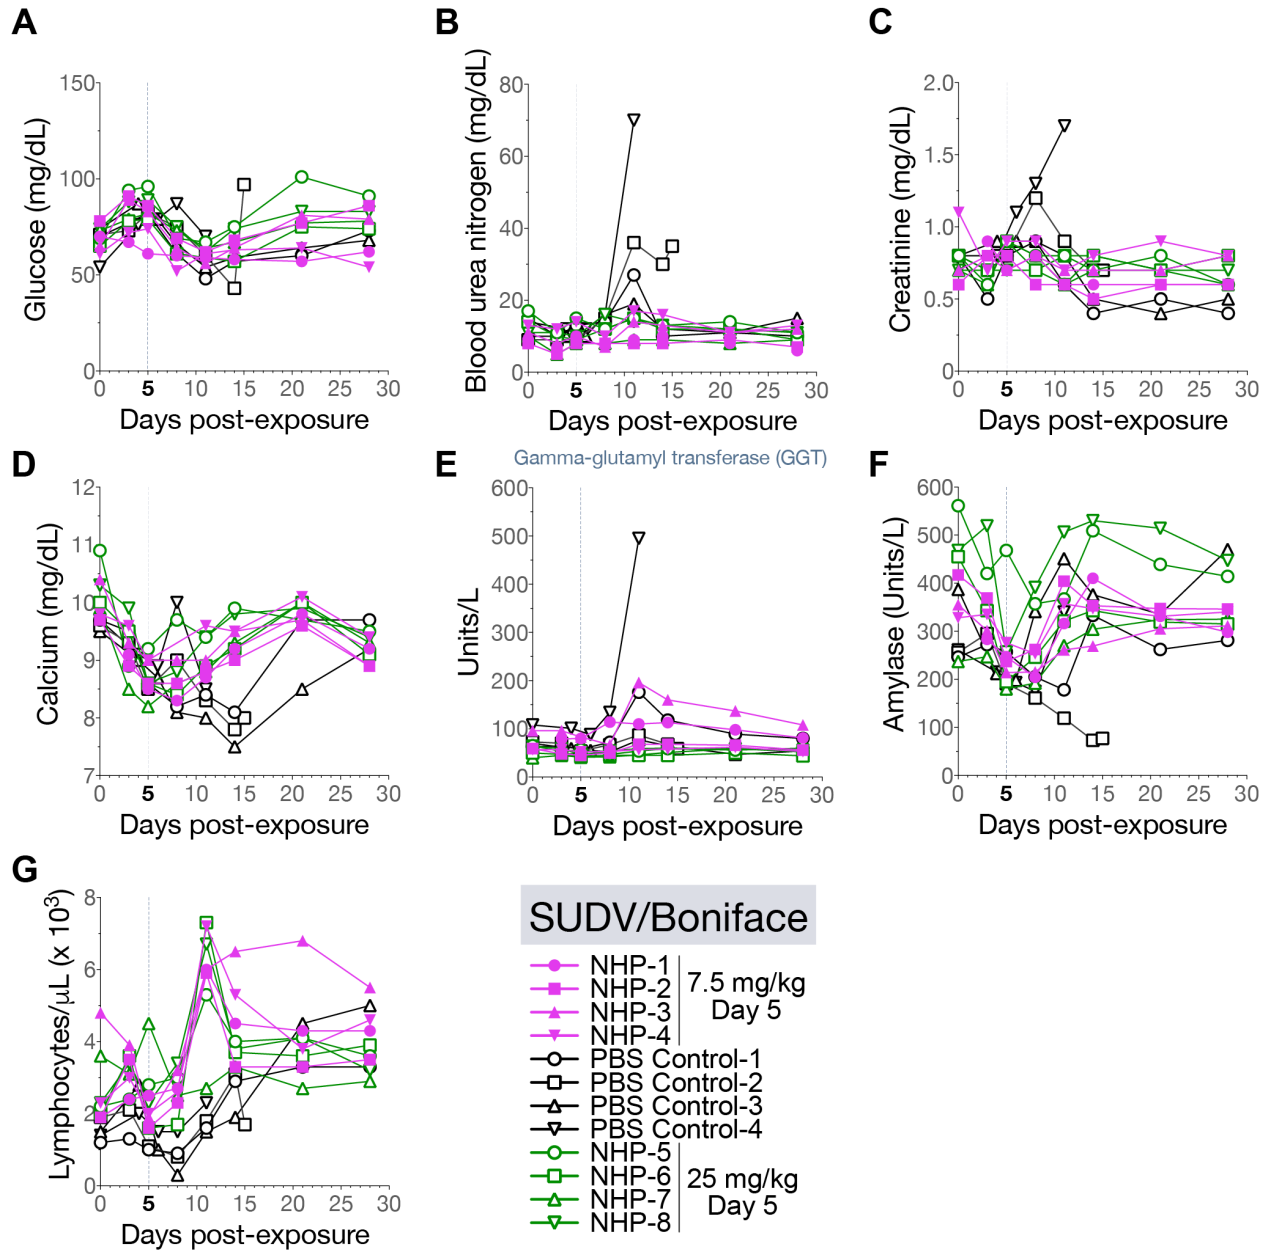 A
Glucose (mg/dL)
150
100
50
0
0 5 10 15 20 25 30
Days post-exposure
B
Blood urea nitrogen (mg/dL)
80
60
40
20
0
0 5 10 15 20 25 30
Days post-exposure
C
Creatinine (mg/dL)
2.0
1.5
1.0
0.5
0
0 5 10 15 20 25 30
Days post-exposure
D
Calcium (mg/dL)
12
11
10
9
8
7
0 5 10 15 20 25 30
Days post-exposure
E
Gamma-glutamyl transferase (GGT)
Units/L
600
500
400
300
200
100
0
0 5 10 15 20 25 30
Days post-exposure
F
Amylase (Units/L)
600
500
400
300
200
100
0
0 5 10 15 20 25 30
Days post-exposure
G
Lymphocytes/μL (x 10³)
8
6
4
2
0
0 5 10 15 20 25 30
Days post-exposure
SUDV/Boniface
NHP-1
NHP-2
NHP-3
NHP-4
7.5 mg/kg
Day 5
PBS Control-1
PBS Control-2
PBS Control-3
PBS Control-4
NHP-5
NHP-6
NHP-7
NHP-8
25 mg/kg
Day 5